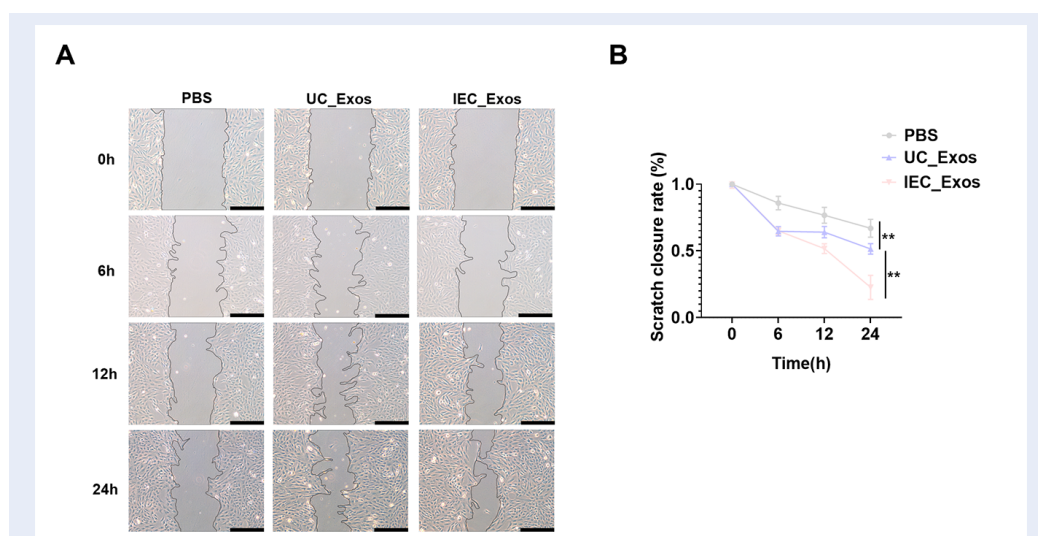 A
B
PBS UC_Exos IEC_Exos
0h
6h
12h
24h
PBS
UC_Exos
IEC_Exos
Scratch closure rate (%)
1.0
0.5
0.0
**
**
0 6 12 24
Time(h)